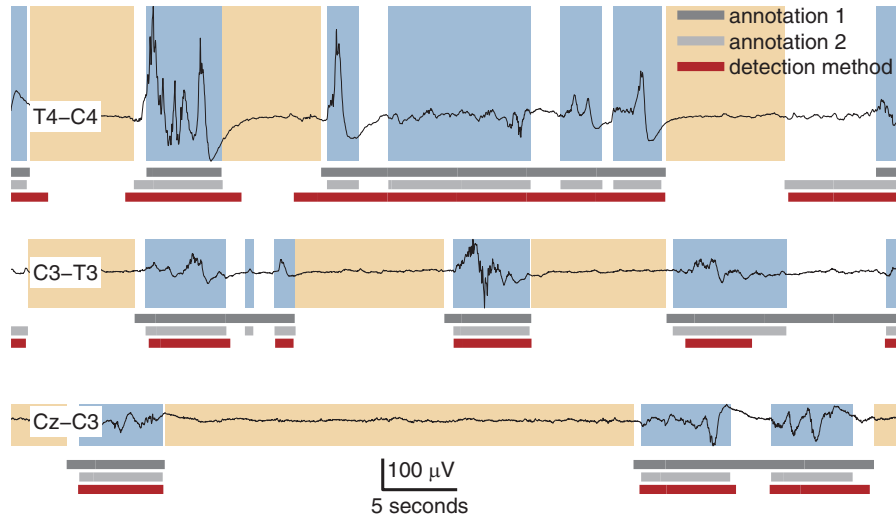 annotation 1
annotation 2
detection method
T4–C4
C3–T3
Cz–C3
100 μV
5 seconds